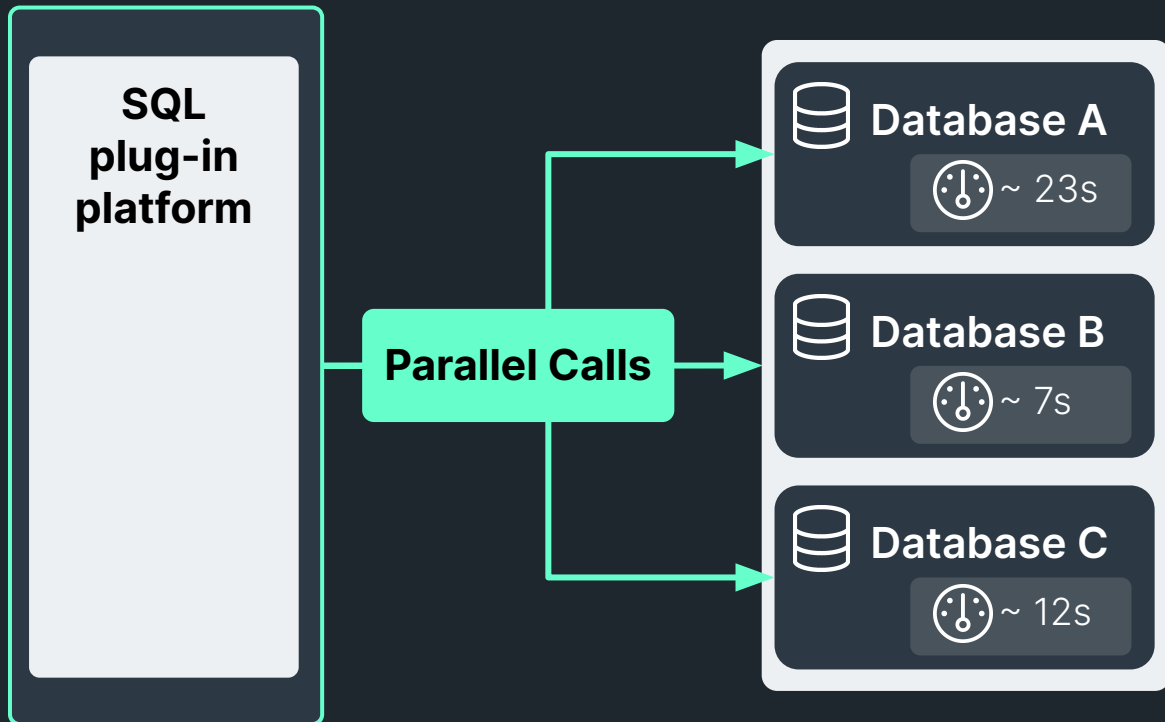 SQL
plug-in
platform
Parallel Calls
Database A
~ 23s
Database B
~ 7s
Database C
~ 12s